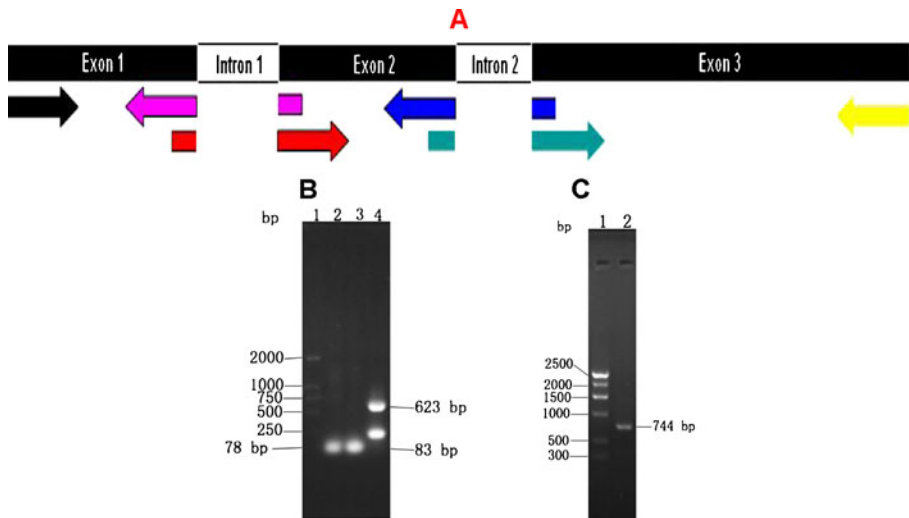 A
Exon 1 Intron 1 Exon 2 Intron 2 Exon 3
B C
bp 1 2 3 4
2000
1000
750
500
250
78 bp
623 bp
83 bp
bp 1 2
2500
2000
1500
1000
500
300
744 bp